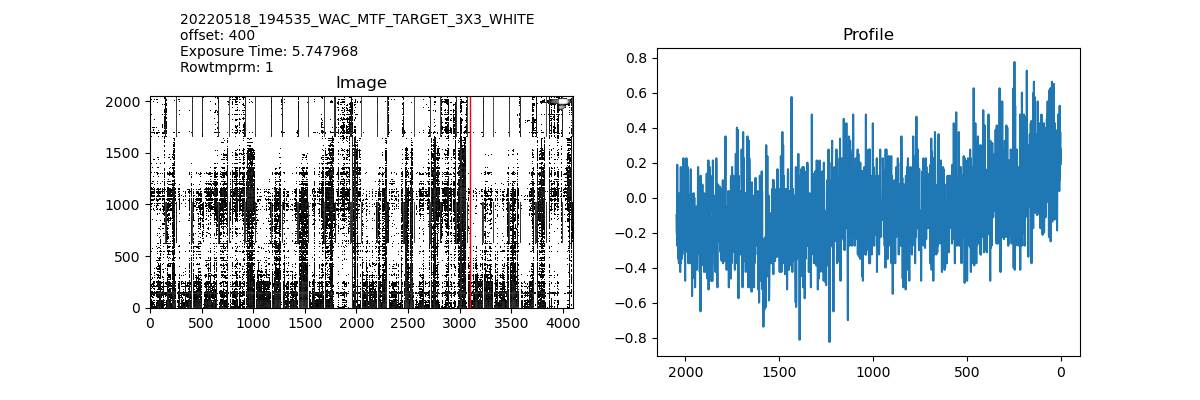 20220518_194535_WAC_MTF_TARGET_3X3_WHITE
offset: 400
Exposure Time: 5.747968
Rowtmprm: 1
Image
2000
1500
1000
500
0
0 500 1000 1500 2000 2500 3000 3500 4000
Profile
0.8
0.6
0.4
0.2
0.0
−0.2
−0.4
−0.6
−0.8
2000 1500 1000 500 0